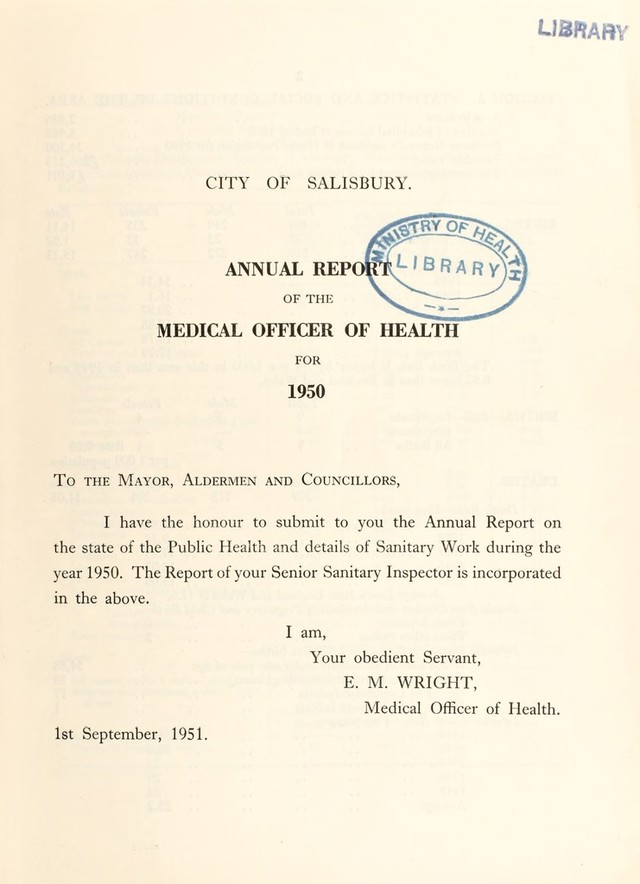 LIBRARY
CITY OF SALISBURY.
MINISTRY OF HEALTH
LIBRARY
ANNUAL REPORT
OF THE
MEDICAL OFFICER OF HEALTH
FOR
1950
To the Mayor, Aldermen and Councillors,
I have the honour to submit to you the Annual Report on
the state of the Public Health and details of Sanitary Work during the
year 1950. The Report of your Senior Sanitary Inspector is incorporated
in the above.
I am,
Your obedient Servant,
E. M. WRIGHT,
Medical Officer of Health.
1st September, 1951.